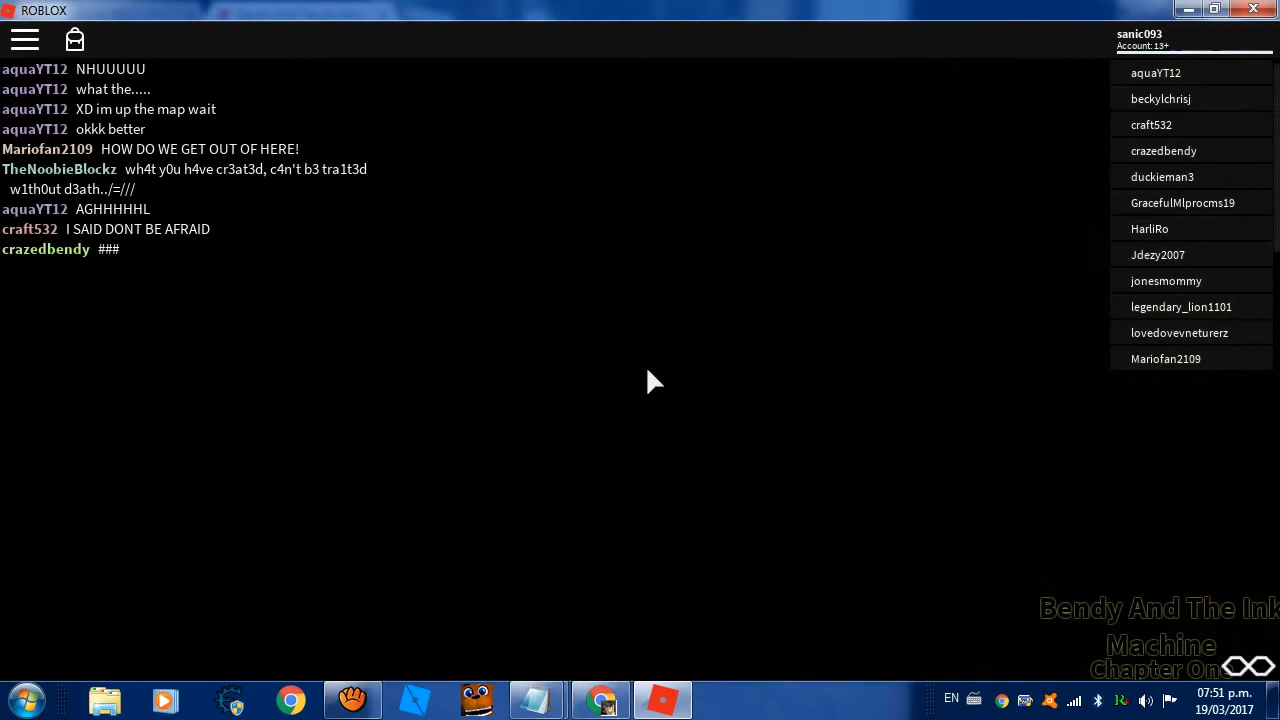 ROBLOX
sanic093
Account: 13+
aquaYT12 NHUUUUU
aquaYT12 what the.....
aquaYT12 XD im up the map wait
aquaYT12 okkk better
Mariofan2109 HOW DO WE GET OUT OF HERE!
TheNoobieBlockz wh4t y0u h4ve cr3at3d, c4n't b3 tra1t3d
w1th0ut d3ath../=///
aquaYT12 AGHHHHHL
craft532 I SAID DONT BE AFRAID
crazedbendy ###
aquaYT12
beckylchrisj
craft532
crazedbendy
duckieman3
GracefulMlprocms19
HarliRo
Jdezy2007
jonesmommy
legendary_lion1101
lovedovevneturerz
Mariofan2109
Bendy And The Ink
Machine
Chapter One
EN
07:51 p.m.
19/03/2017